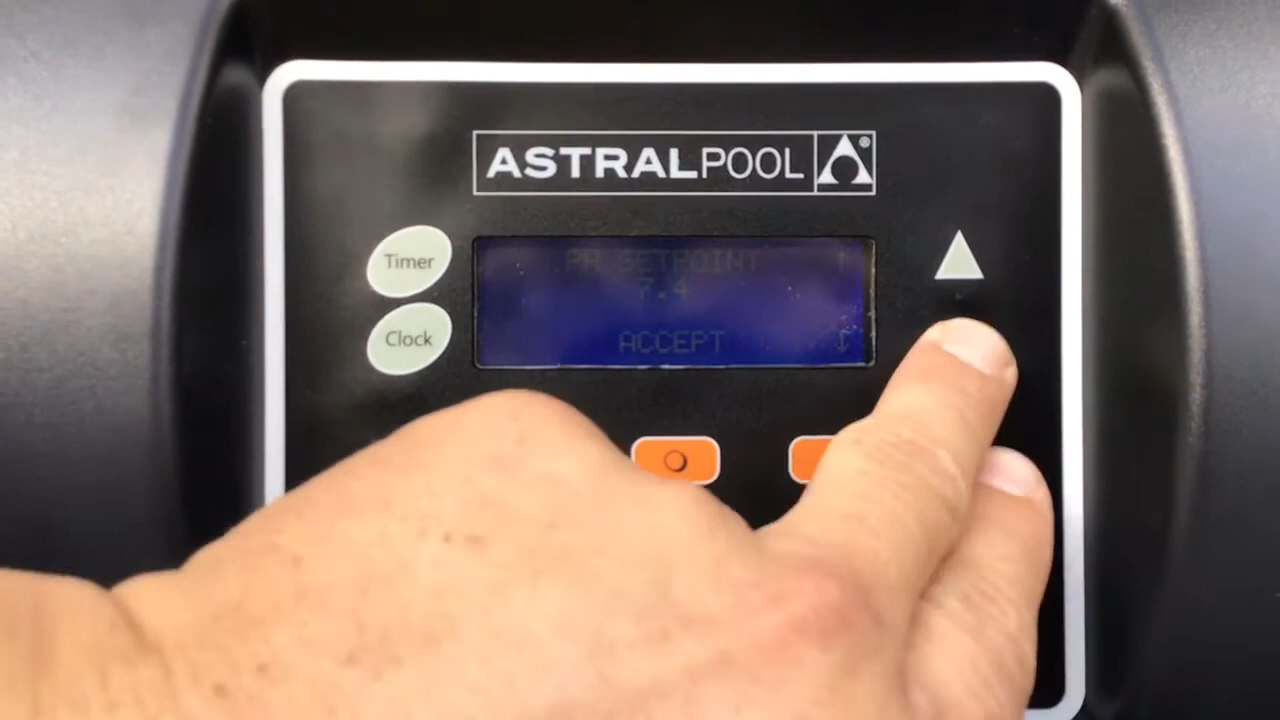 ASTRALPOOL ®
Timer
Clock
PH SETPOINT ↑
7.4
ACCEPT ↕